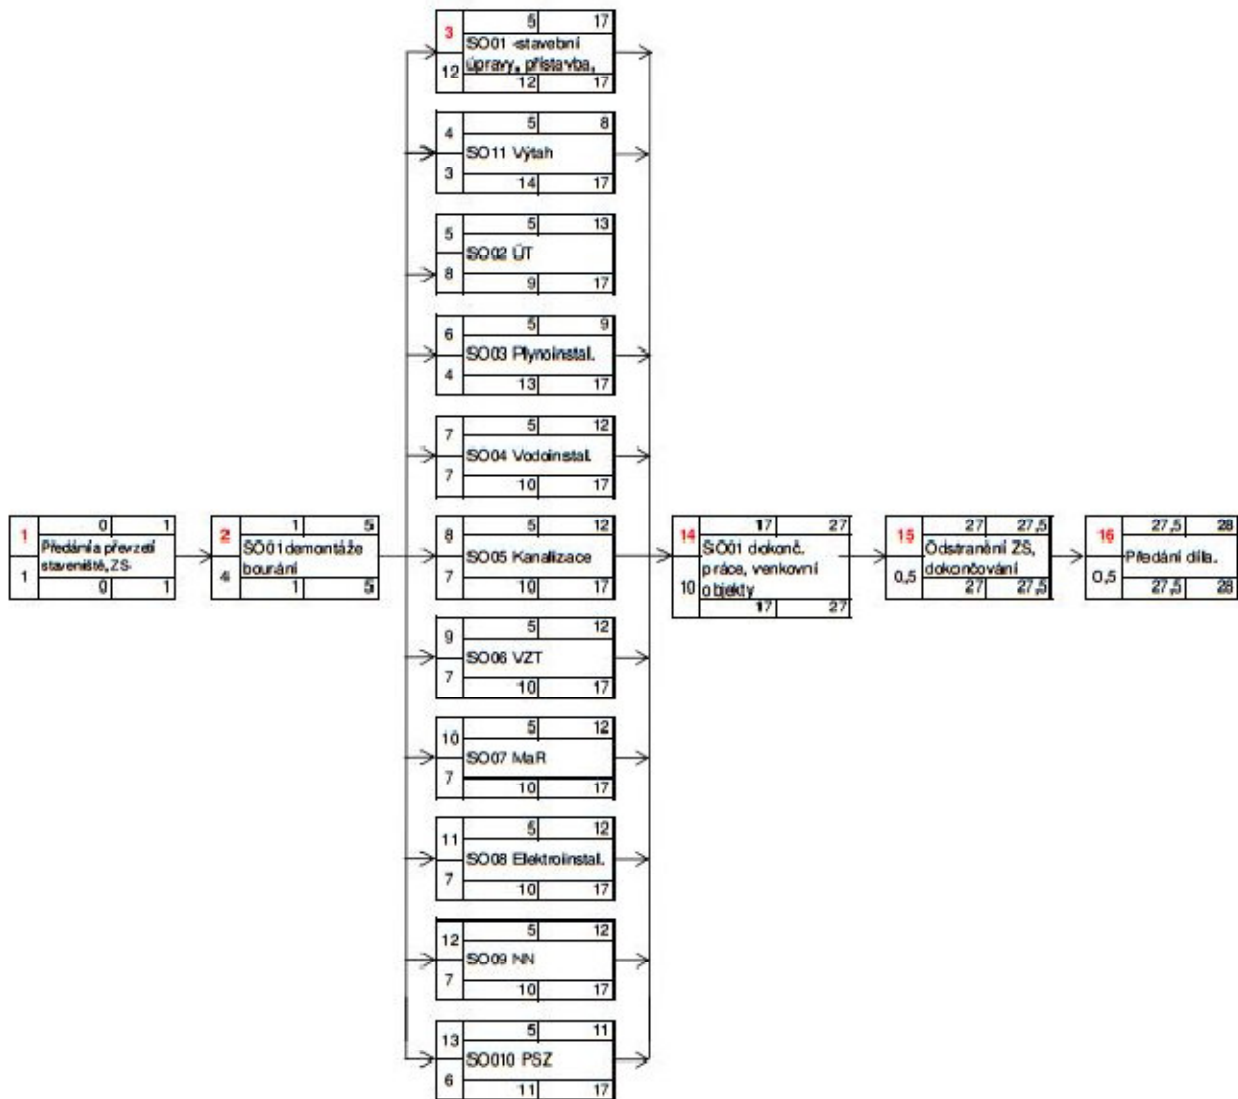 5 17
3
SO01 -stavební
úpravy, přístavba,
12
12 17
5 8
4
SO11 Výtah
3
14 17
5 13
5
SO02 ÚT
8
9 17
5 9
6
SO03 Plynoinstal.
4
13 17
5 12
7
SO04 Vodoinstal.
7
10 17
0 1
1
Předání a převzetí
staveniště, ZS-
1
0 1
1 5
2
SO01 demontáže
bourání
4
1 5
5 12
8
SO05 Kanalizace
7
10 17
17 27
14
SO01 dokonč.
práce, venkovní
10
objekty
17 27
27 27,5
15
Odstranění ZS,
dokončování
0,5
27 27,5
27,5 28
16
Předání díla.
0,5
27,5 28
5 12
9
SO06 VZT
7
10 17
5 12
10
SO07 MaR
7
10 17
5 12
11
SO08 Elektroinstal.
7
10 17
5 12
12
SO09 NN
7
10 17
5 11
13
SO010 PSZ
6
11 17